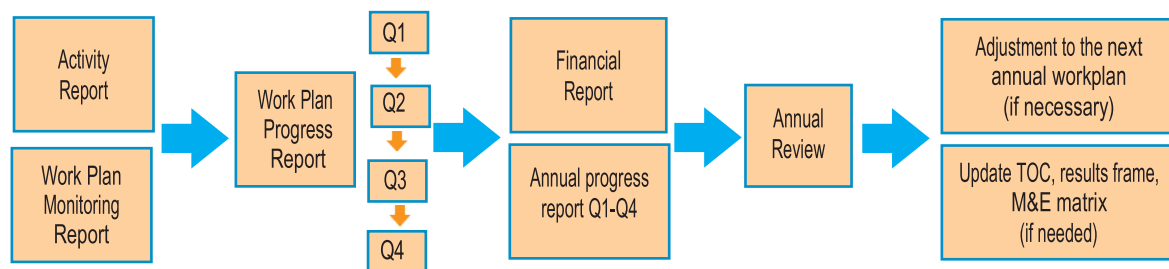 Activity
Report
Work Plan
Monitoring
Report
Work Plan
Progress
Report
Q1
Q2
Q3
Q4
Financial
Report
Annual progress
report Q1-Q4
Annual
Review
Adjustment to the next
annual workplan
(if necessary)
Update TOC, results frame,
M&E matrix
(if needed)